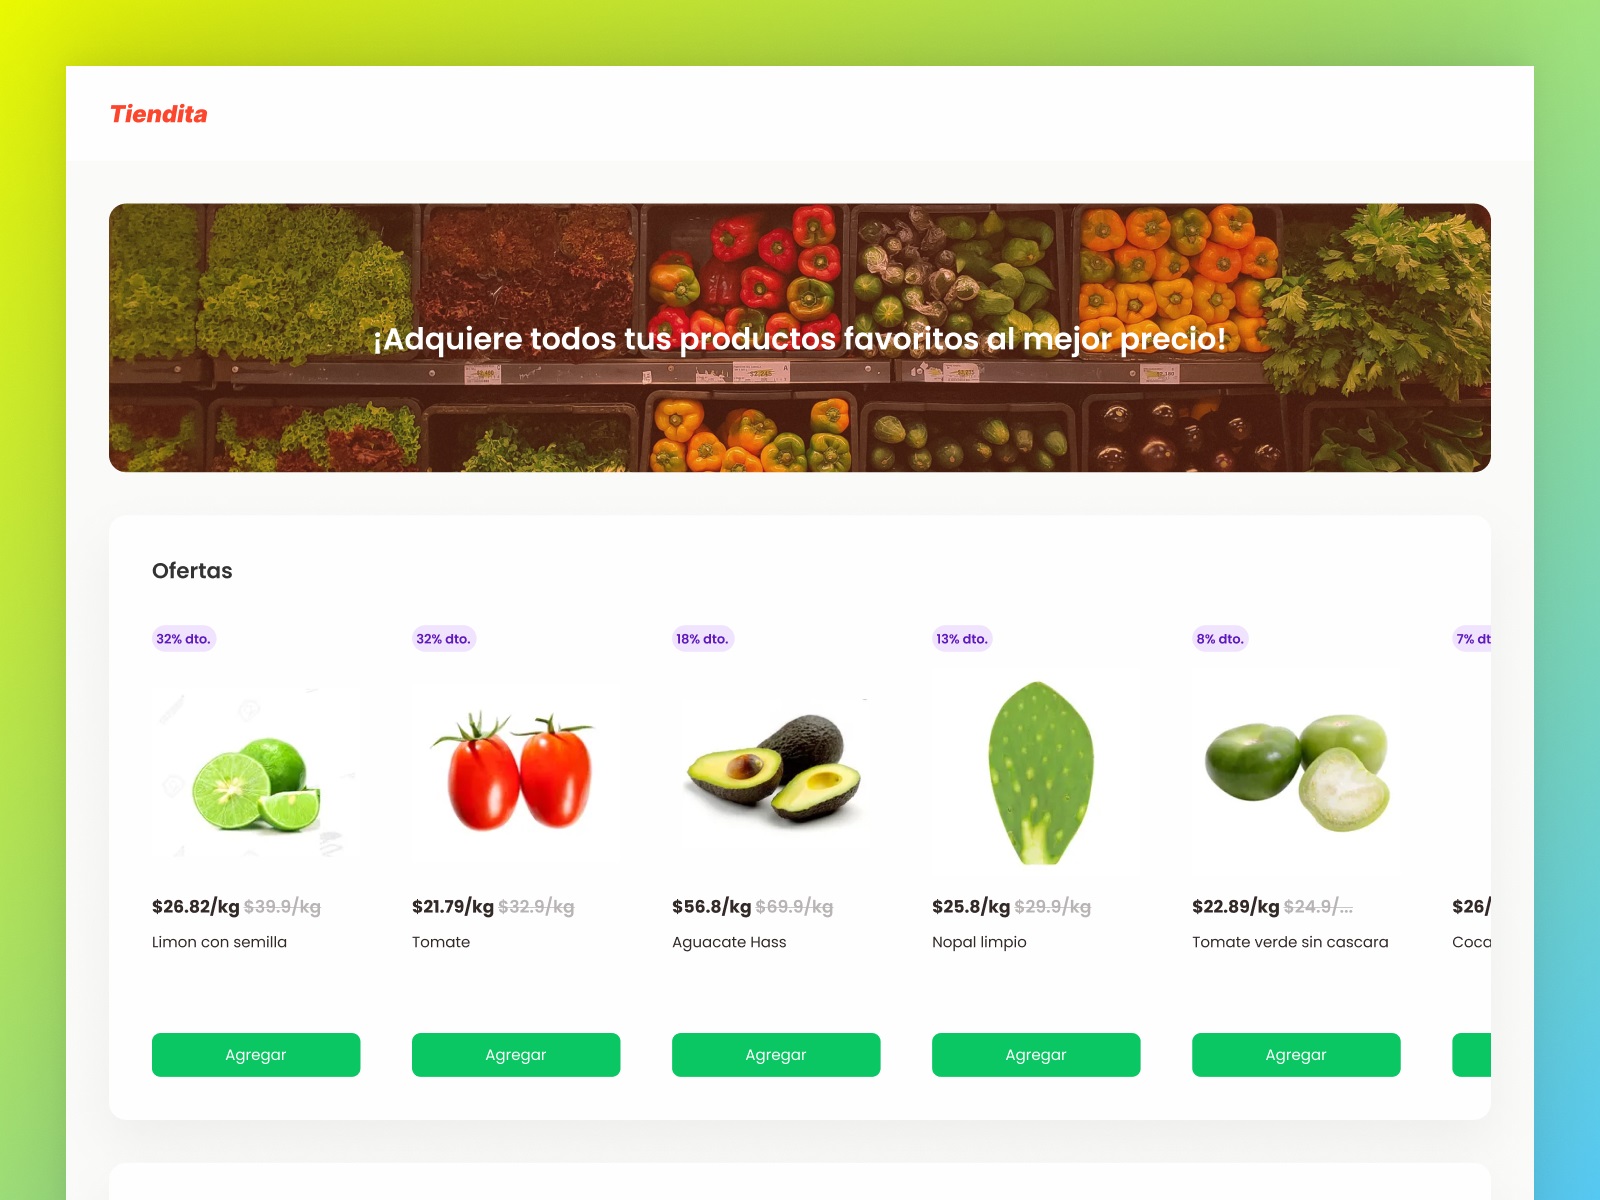 Tiendita
¡Adquiere todos tus productos favoritos al mejor precio!
Ofertas
32% dto.
32% dto.
18% dto.
13% dto.
8% dto.
7% dt
$26.82/kg $39.9/kg
$21.79/kg $32.9/kg
$56.8/kg $69.9/kg
$25.8/kg $29.9/kg
$22.89/kg $24.9/...
$26/
Limon con semilla
Tomate
Aguacate Hass
Nopal limpio
Tomate verde sin cascara
Coca
Agregar
Agregar
Agregar
Agregar
Agregar